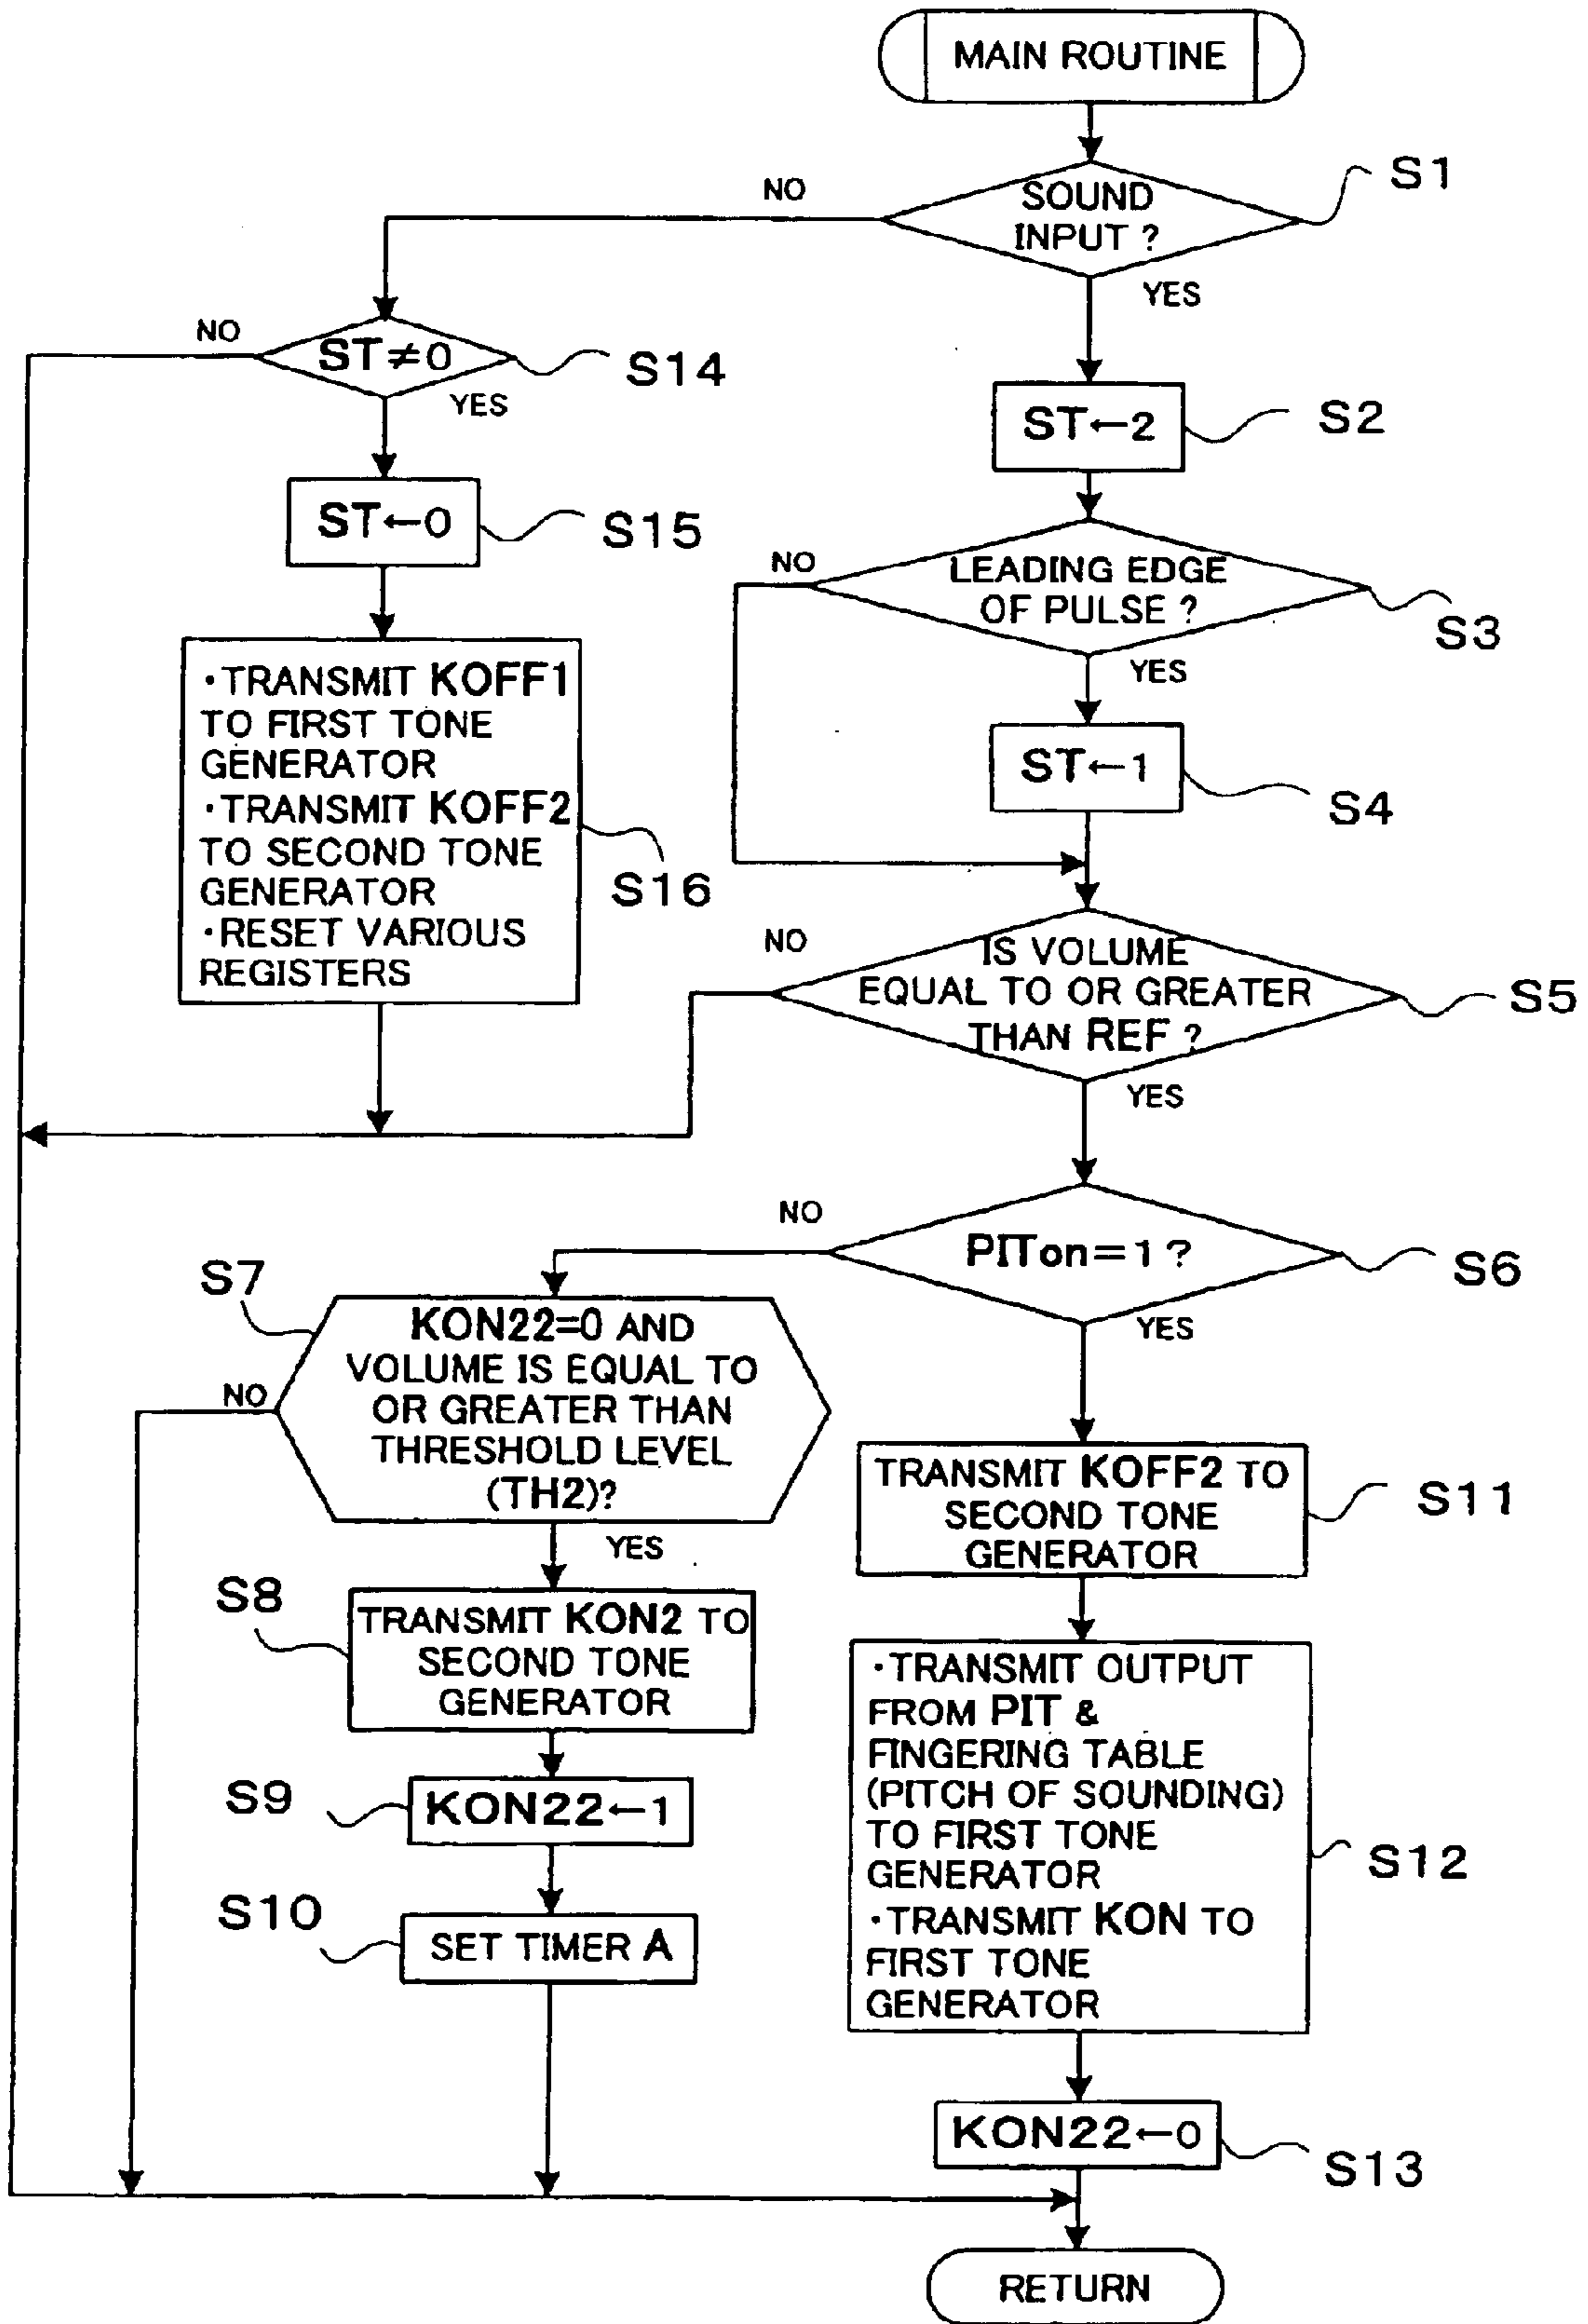 MAIN ROUTINE
S1
NO
SOUND
INPUT ?
YES
NO
ST≠0
S14
YES
ST←2
S2
ST←0
S15
NO
LEADING EDGE
OF PULSE ?
S3
YES
・TRANSMIT KOFF1
TO FIRST TONE
GENERATOR
・TRANSMIT KOFF2
TO SECOND TONE
GENERATOR
・RESET VARIOUS
REGISTERS
S16
ST←1
S4
NO
IS VOLUME
EQUAL TO OR GREATER
THAN REF ?
S5
YES
NO
PITon=1 ?
S6
YES
S7
KON22=0 AND
VOLUME IS EQUAL TO
OR GREATER THAN
THRESHOLD LEVEL
(TH2)?
NO
YES
TRANSMIT KOFF2 TO
SECOND TONE
GENERATOR
S11
S8
TRANSMIT KON2 TO
SECOND TONE
GENERATOR
S9
KON22←1
S10
SET TIMER A
・TRANSMIT OUTPUT
FROM PIT &
FINGERING TABLE
(PITCH OF SOUNDING)
TO FIRST TONE
GENERATOR
・TRANSMIT KON TO
FIRST TONE
GENERATOR
S12
KON22←0
S13
RETURN